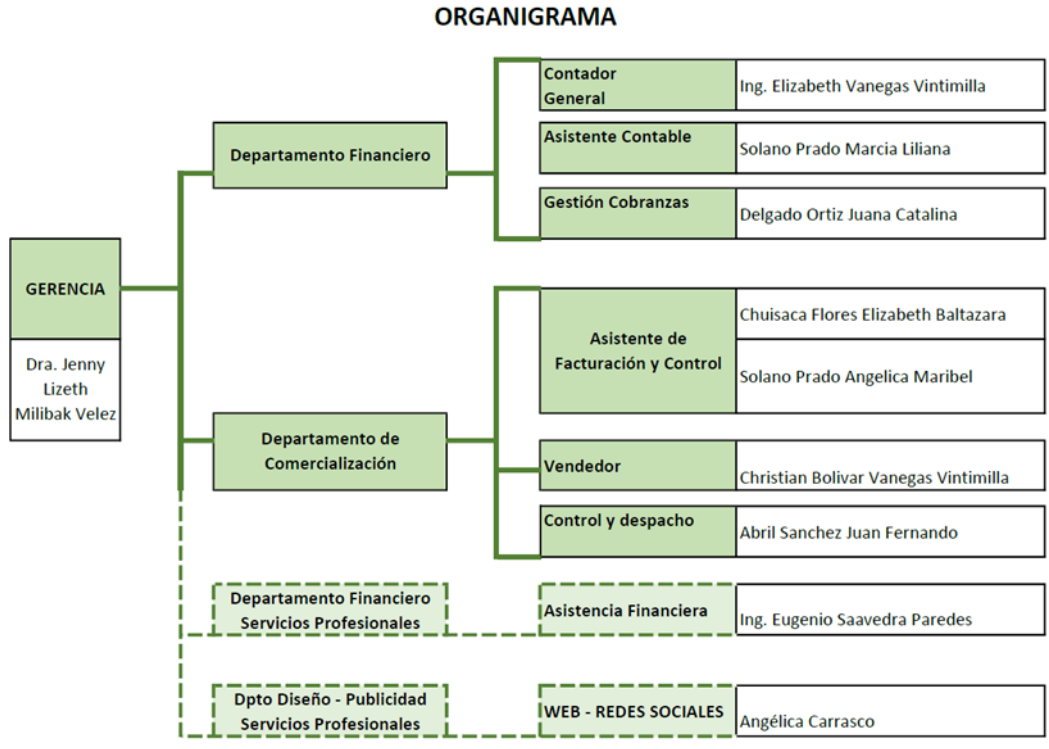 ORGANIGRAMA
GERENCIA
Dra. Jenny
Lizeth
Milibak Velez
Departamento Financiero
Contador
General
Ing. Elizabeth Vanegas Vintimilla
Asistente Contable
Solano Prado Marcia Liliana
Gestión Cobranzas
Delgado Ortiz Juana Catalina
Departamento de
Comercialización
Asistente de
Facturación y Control
Chuisaca Flores Elizabeth Baltazara
Solano Prado Angelica Maribel
Vendedor
Christian Bolivar Vanegas Vintimilla
Control y despacho
Abril Sanchez Juan Fernando
Departamento Financiero
Servicios Profesionales
Asistencia Financiera
Ing. Eugenio Saavedra Paredes
Dpto Diseño - Publicidad
Servicios Profesionales
WEB - REDES SOCIALES
Angélica Carrasco